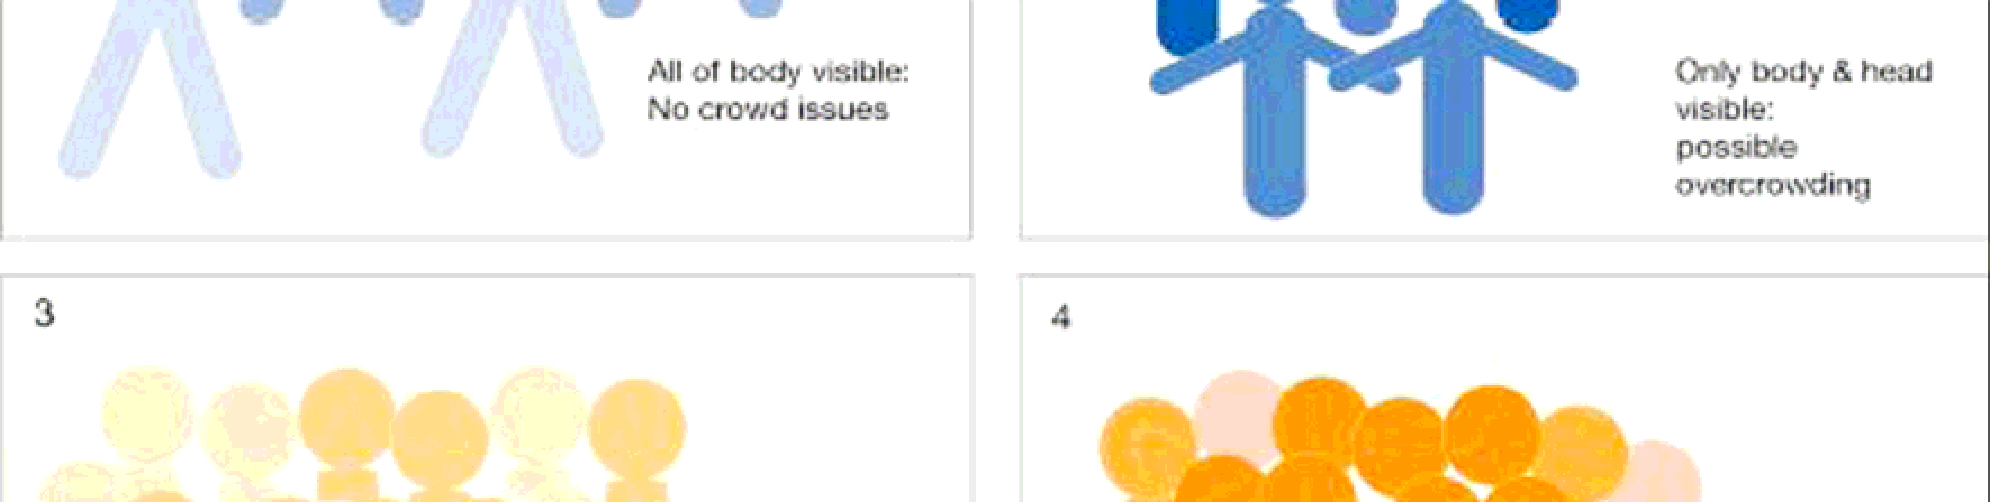 All of body visible:
No crowd issues
Only body & head
visible:
possible
overcrowding
3
4